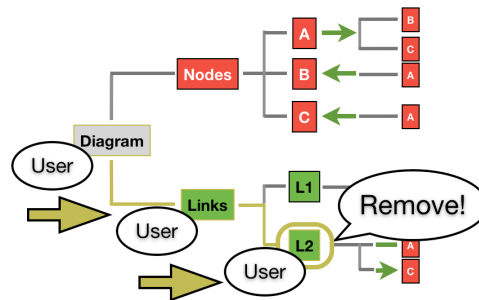 A
B
C
Nodes
B
A
C
A
Diagram
User
L1
Links
User
Remove!
L2
A
User
C